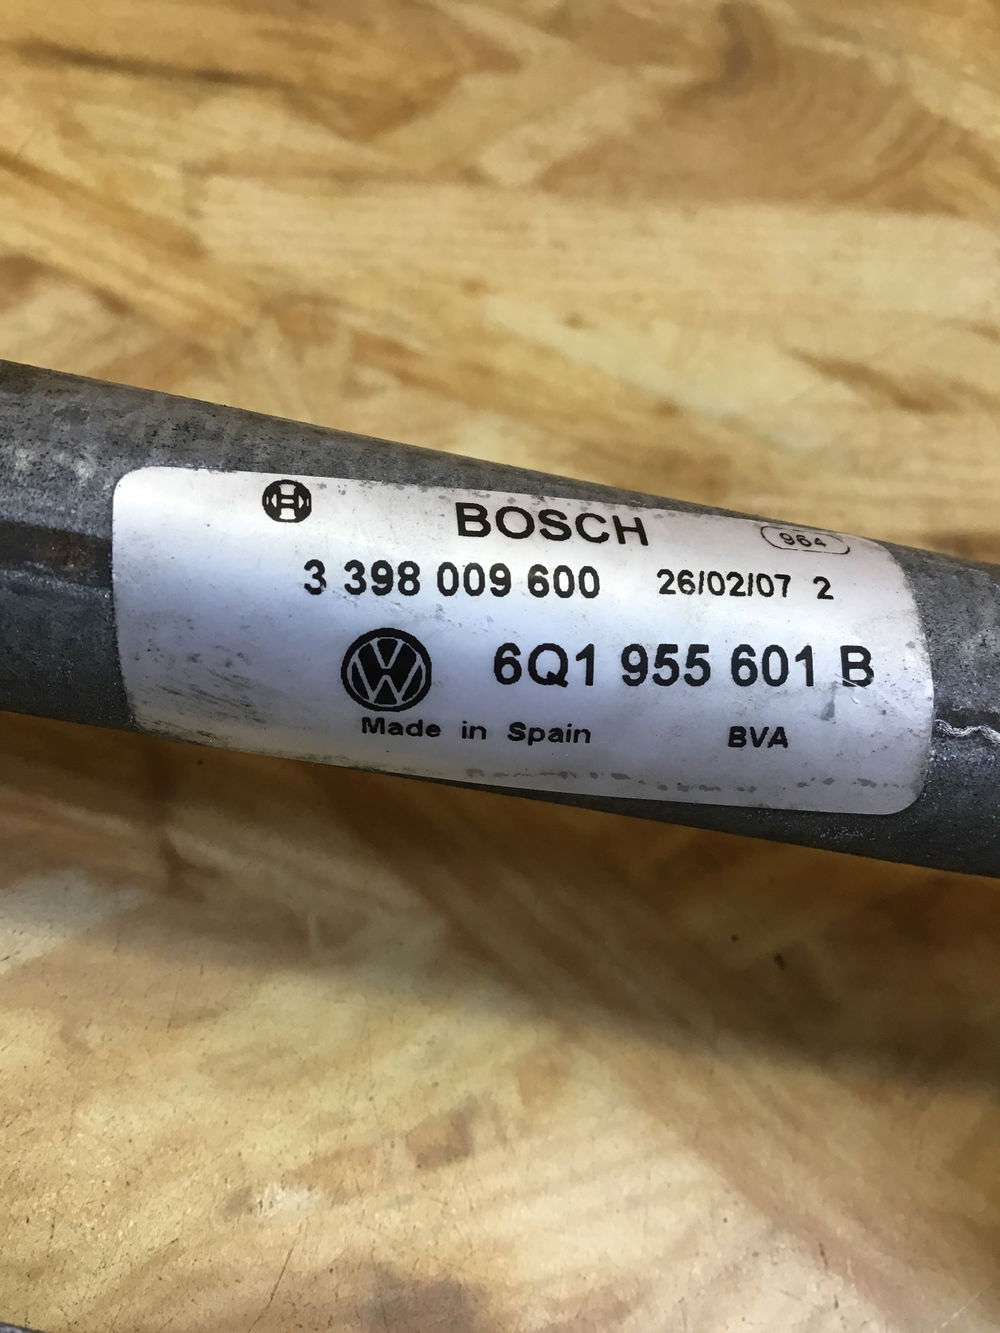 BOSCH 964
3 398 009 600 26/02/07 2
6Q1 955 601 B
Made in Spain BVA